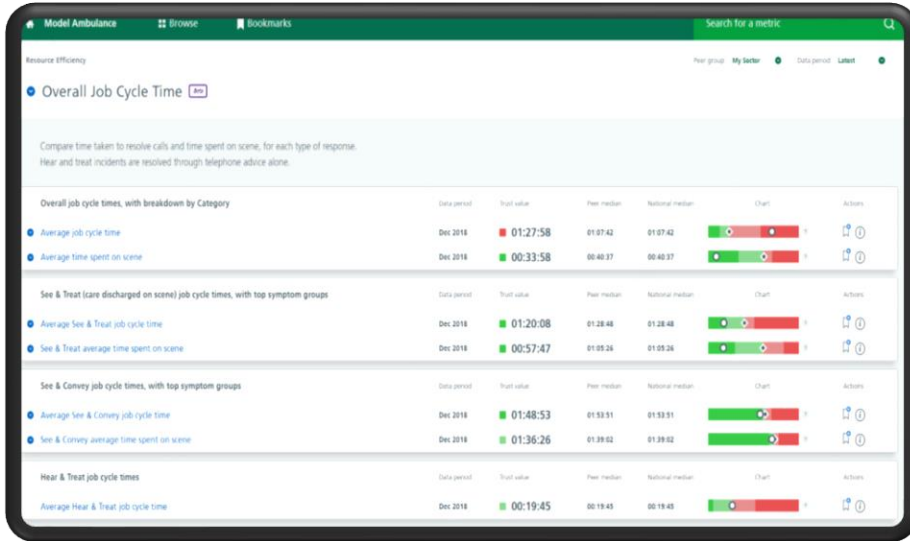 Model Ambulance Browse Bookmarks Search for a metric
Resource Efficiency Peer group My Sector Data period Latest
Overall Job Cycle Time Beta
Compare time taken to resolve calls and time spent on scene, for each type of response.
Hear and treat incidents are resolved through telephone advice alone.
Overall job cycle times, with breakdown by Category Data period Trust value Peer median National median Chart Actions
Average job cycle time Dec 2018 01:27:58 01:07:42 01:07:42
Average time spent on scene Dec 2018 00:33:58 00:40:37 00:40:37
See & Treat (care discharged on scene) job cycle times, with top symptom groups Data period Trust value Peer median National median Chart Actions
Average See & Treat job cycle time Dec 2018 01:20:08 01:28:48 01:28:48
See & Treat average time spent on scene Dec 2018 00:57:47 01:05:26 01:05:26
See & Convey job cycle times, with top symptom groups Data period Trust value Peer median National median Chart Actions
Average See & Convey job cycle time Dec 2018 01:48:53 01:53:51 01:53:51
See & Convey average time spent on scene Dec 2018 01:36:26 01:39:02 01:39:02
Hear & Treat job cycle times Data period Trust value Peer median National median Chart Actions
Average Hear & Treat job cycle time Dec 2018 00:19:45 00:19:45 00:19:45